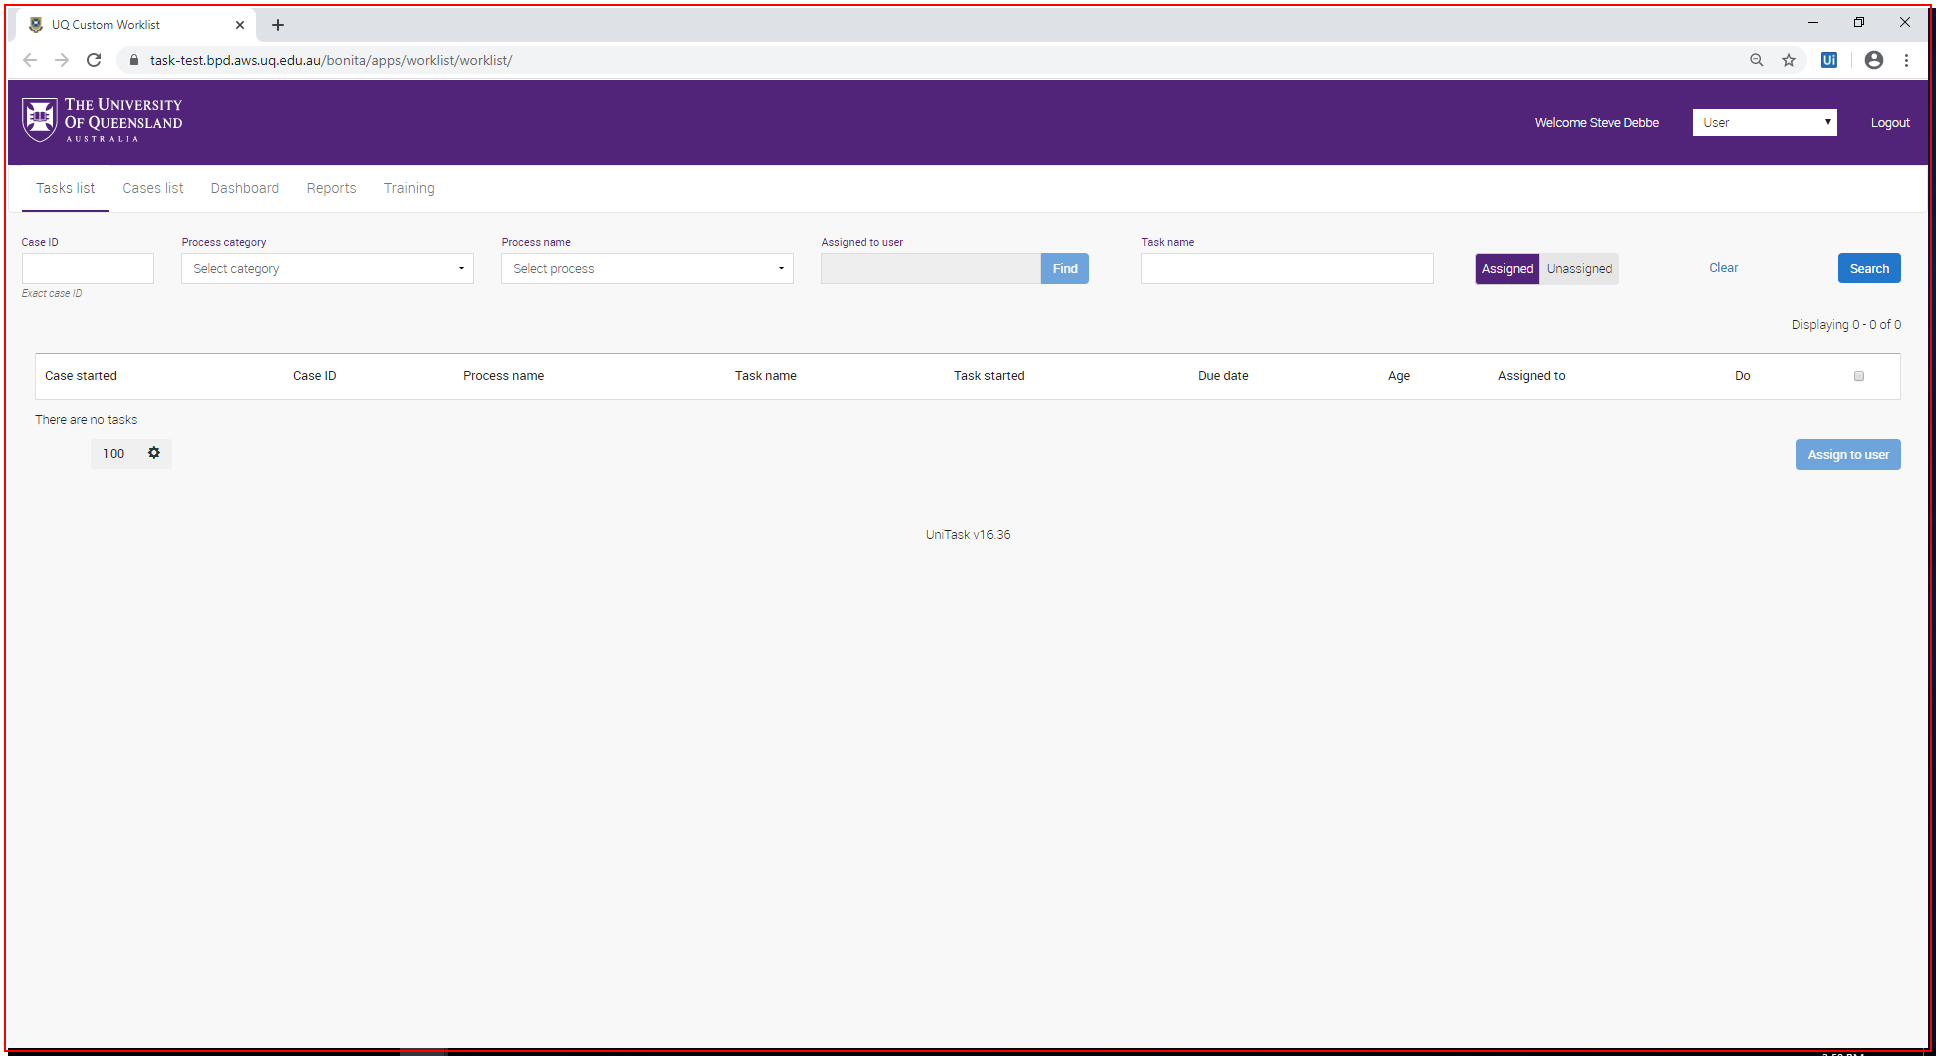 UQ Custom Worklist
task-test.bpd.aws.uq.edu.au/bonita/apps/worklist/worklist/
Ui
THE UNIVERSITY
OF QUEENSLAND
AUSTRALIA
Welcome Steve Debbe
User
Logout
Tasks list Cases list Dashboard Reports Training
Case ID Process category Process name Assigned to user Task name
Select category Select process Find Assigned Unassigned Clear Search
Exact case ID
Displaying 0 - 0 of 0
Case started Case ID Process name Task name Task started Due date Age Assigned to Do
There are no tasks
100 Assign to user
UniTask v16.36